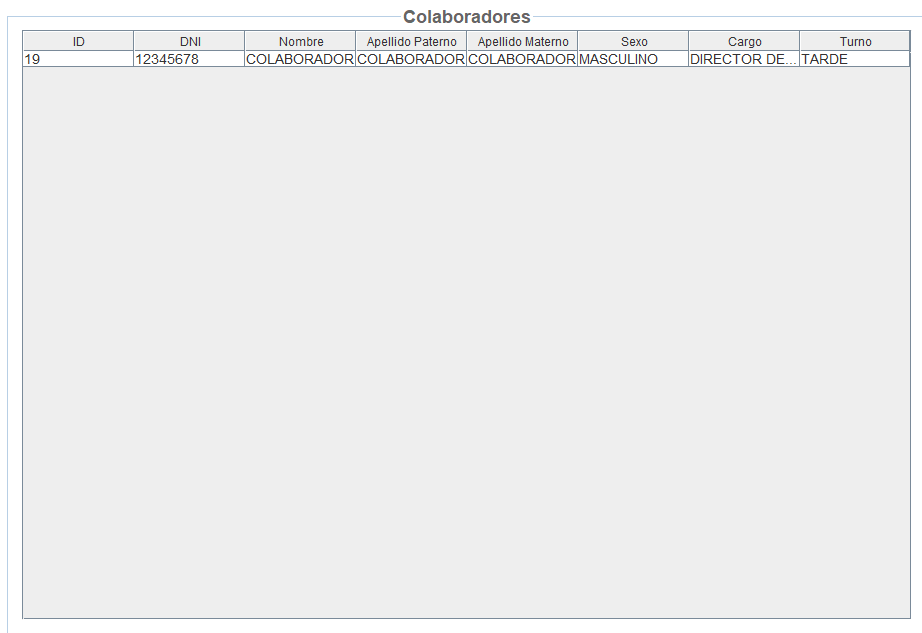 Colaboradores
ID DNI Nombre Apellido Paterno Apellido Materno Sexo Cargo Turno
19 12345678 COLABORADOR COLABORADOR COLABORADOR MASCULINO DIRECTOR DE... TARDE